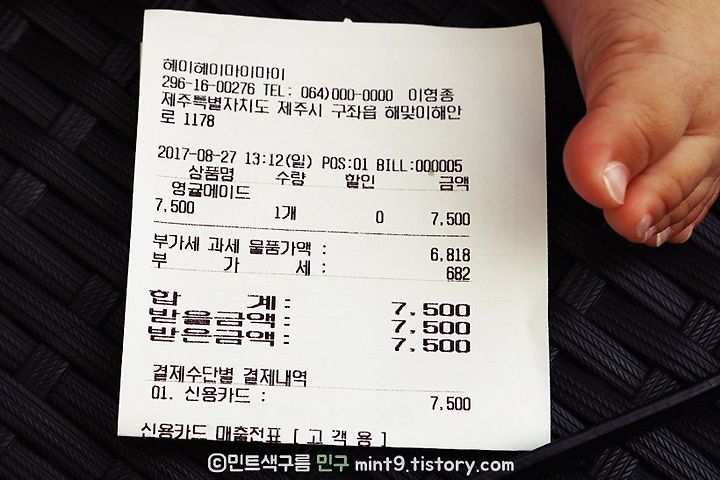 헤이헤이마이마이
296-16-00276 TEL: 064)000-0000 이형종
제주특별자치도 제주시 구좌읍 해맞이해안
로 1178
2017-08-27 13:12(일) POS:01 BILL:000005
상품명 수량 할인 금액
영귤에이드
7,500 1개 0 7,500
부가세 과세 물품가액 : 6,818
부 가 세 : 682
합 계 : 7,500
받을금액 : 7,500
받은금액 : 7,500
결제수단별 결제내역
01. 신용카드 : 7,500
신용카드 매출전표 [ 고 객 용 ]
©민트색구름 민구 mint9.tistory.com